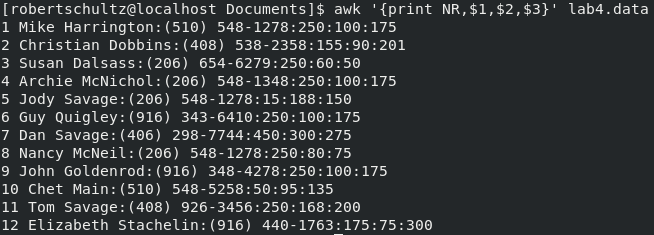 [robertschultz@localhost Documents]$ awk '{print NR,$1,$2,$3}' lab4.data
1 Mike Harrington:(510) 548-1278:250:100:175
2 Christian Dobbins:(408) 538-2358:155:90:201
3 Susan Dalsass:(206) 654-6279:250:60:50
4 Archie McNichol:(206) 548-1348:250:100:175
5 Jody Savage:(206) 548-1278:15:188:150
6 Guy Quigley:(916) 343-6410:250:100:175
7 Dan Savage:(406) 298-7744:450:300:275
8 Nancy McNeil:(206) 548-1278:250:80:75
9 John Goldenrod:(916) 348-4278:250:100:175
10 Chet Main:(510) 548-5258:50:95:135
11 Tom Savage:(408) 926-3456:250:168:200
12 Elizabeth Stachelin:(916) 440-1763:175:75:300